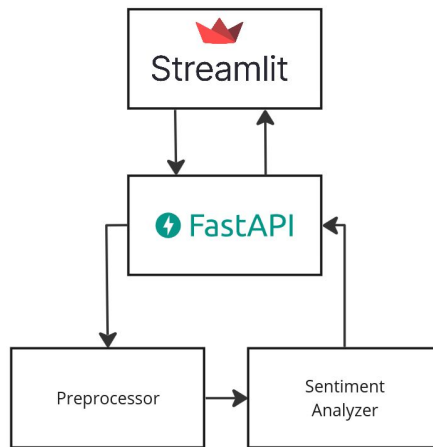 Streamlit
FastAPI
Preprocessor
Sentiment
Analyzer